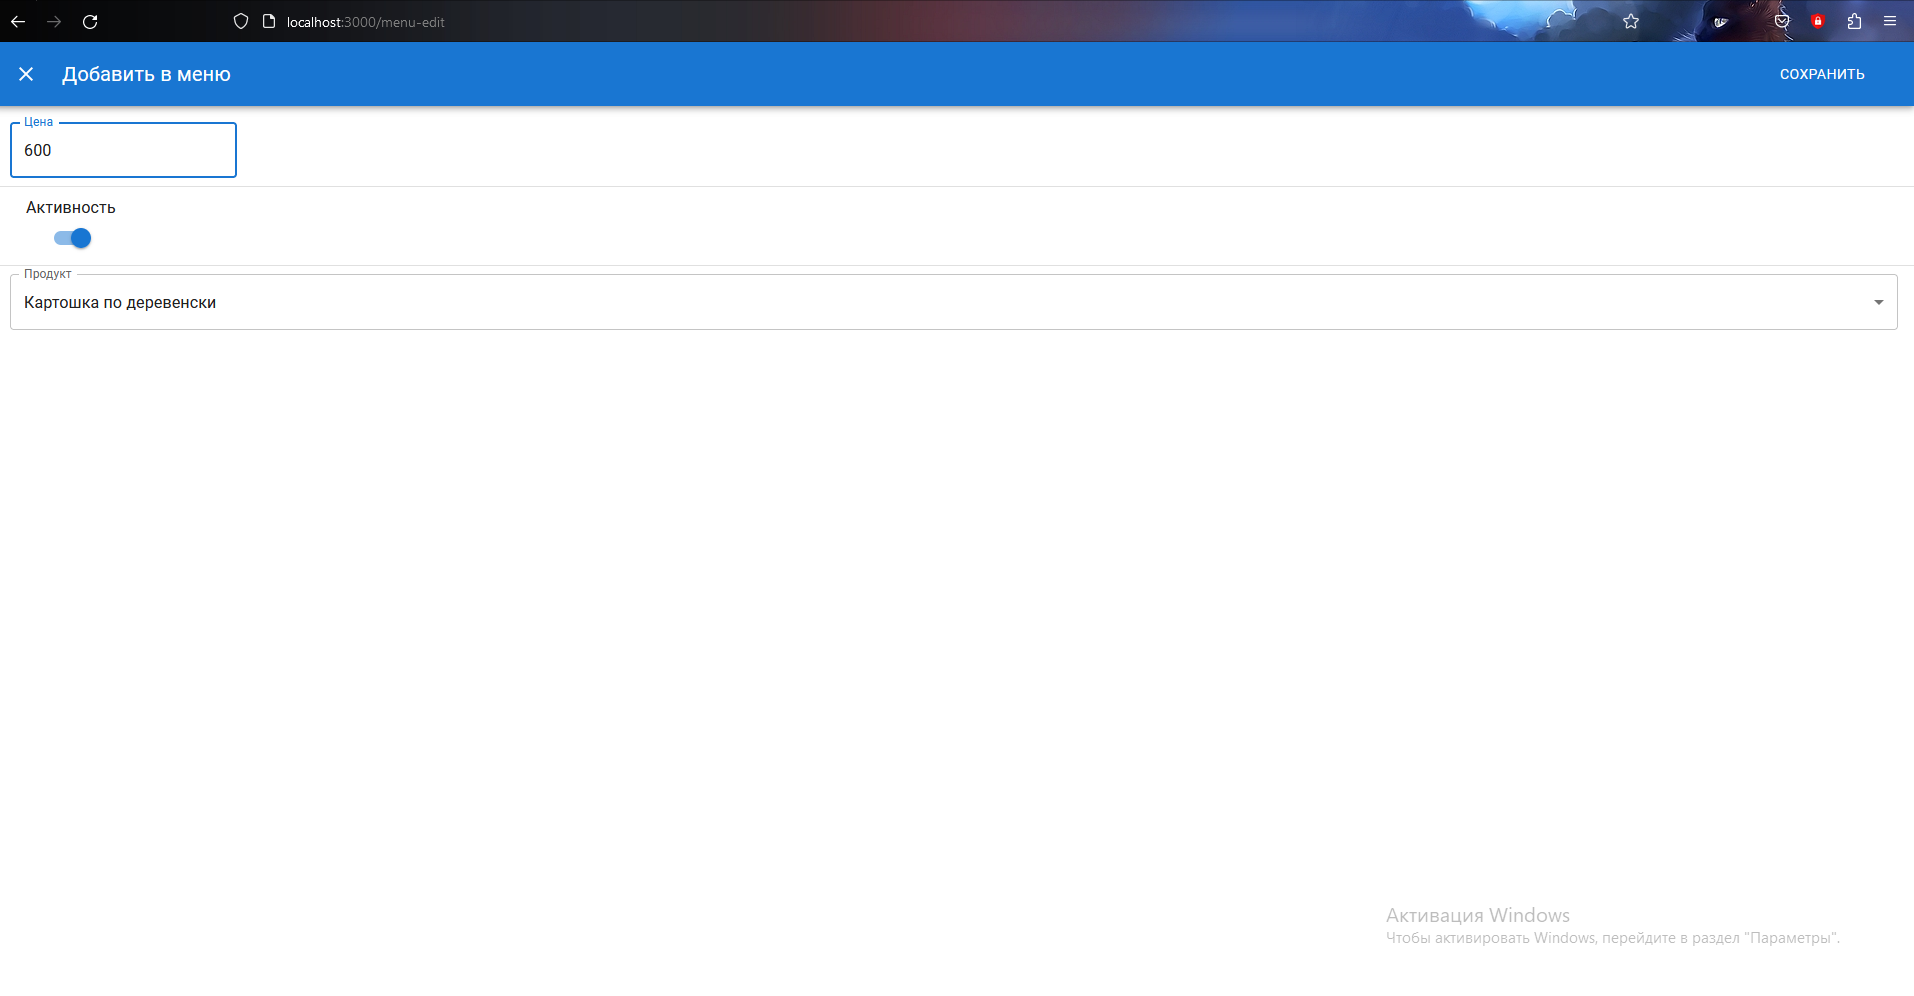 localhost:3000/menu-edit
Добавить в меню
СОХРАНИТЬ
Цена
600
Активность
Продукт
Картошка по деревенски
Активация Windows
Чтобы активировать Windows, перейдите в раздел "Параметры".